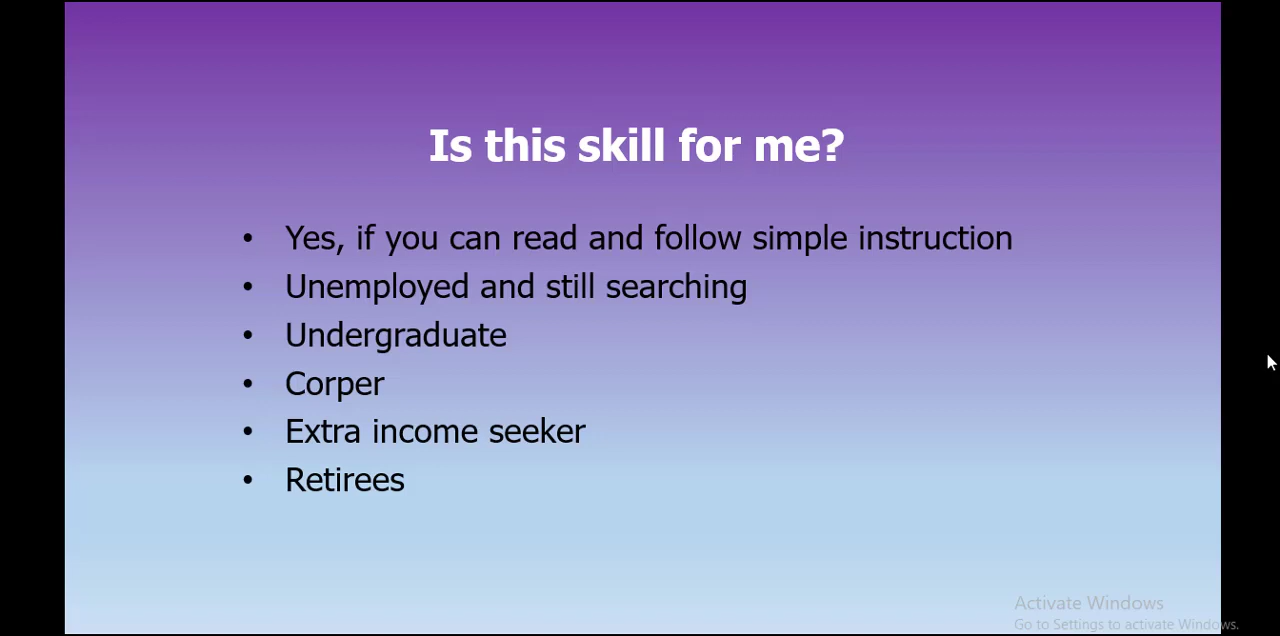 Is this skill for me?
• Yes, if you can read and follow simple instruction
• Unemployed and still searching
• Undergraduate
• Corper
• Extra income seeker
• Retirees
Activate Windows
Go to Settings to activate Windows.